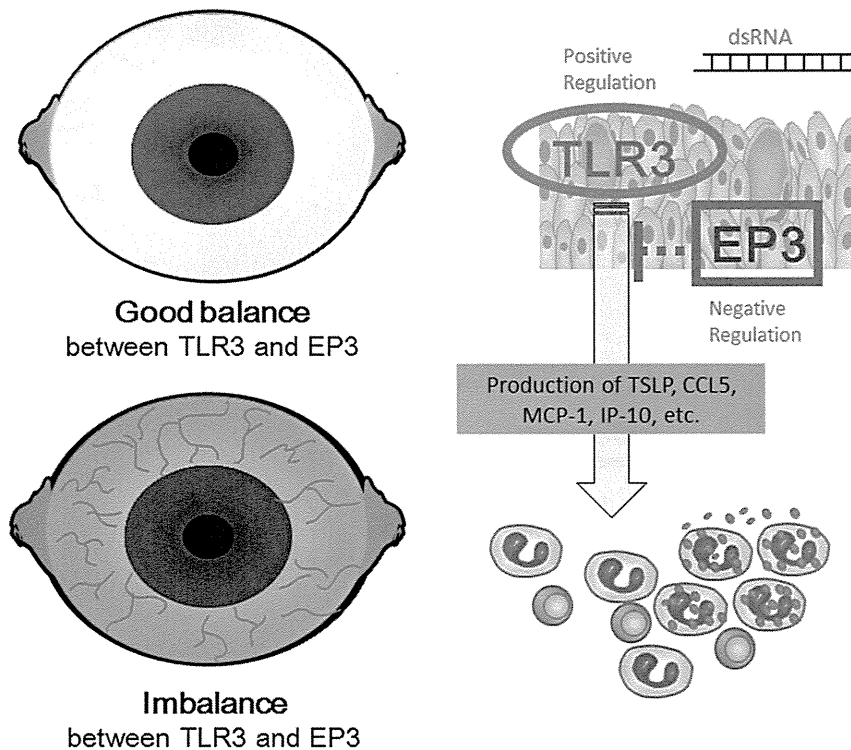 Good balance
between TLR3 and EP3
Imbalance
between TLR3 and EP3
Positive
Regulation
dsRNA
TLR3
EP3
Negative
Regulation
Production of TSLP, CCL5,
MCP-1, IP-10, etc.